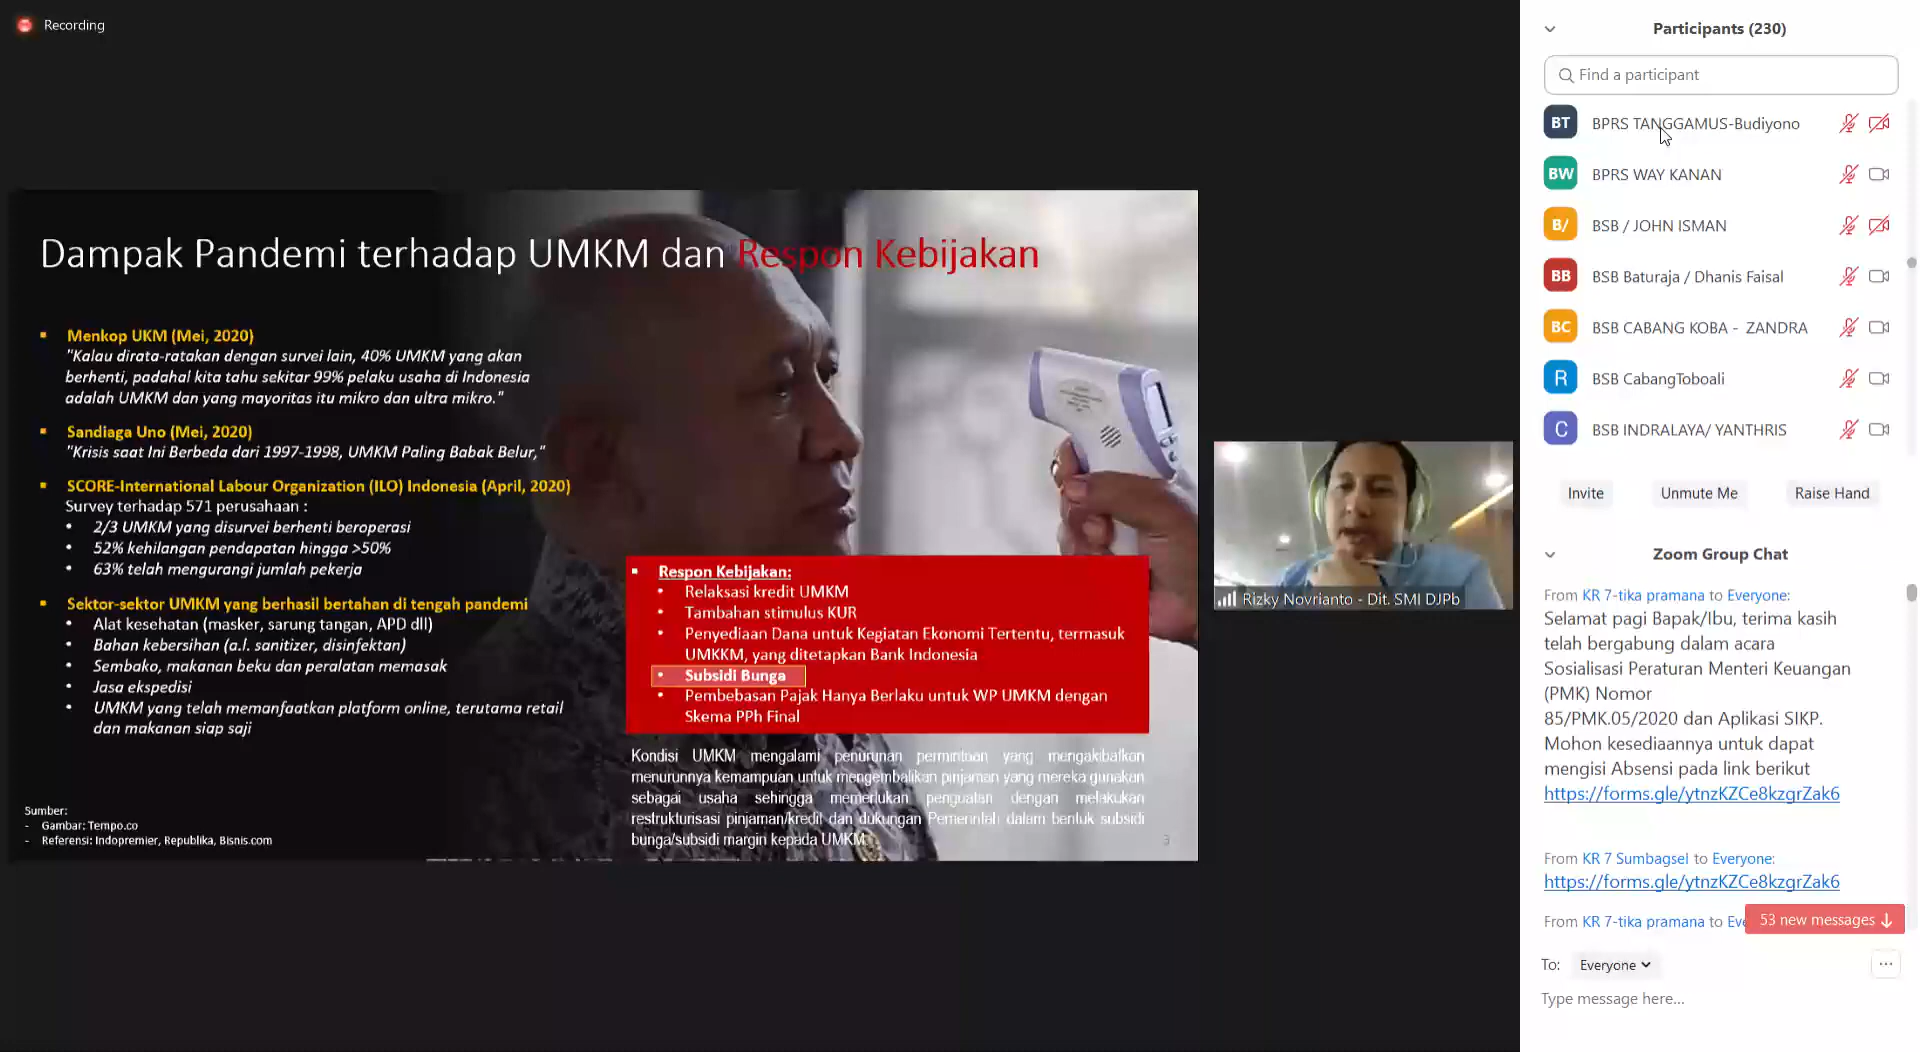 Recording
Dampak Pandemi terhadap UMKM dan Respon Kebijakan
▪ Menkop UKM (Mei, 2020)
"Kalau dirata-ratakan dengan survei lain, 40% UMKM yang akan
berhenti, padahal kita tahu sekitar 99% pelaku usaha di Indonesia
adalah UMKM dan yang mayoritas itu mikro dan ultra mikro."
▪ Sandiaga Uno (Mei, 2020)
"Krisis saat Ini Berbeda dari 1997-1998, UMKM Paling Babak Belur,"
▪ SCORE-International Labour Organization (ILO) Indonesia (April, 2020)
Survey terhadap 571 perusahaan :
• 2/3 UMKM yang disurvei berhenti beroperasi
• 52% kehilangan pendapatan hingga >50%
• 63% telah mengurangi jumlah pekerja
▪ Sektor-sektor UMKM yang berhasil bertahan di tengah pandemi
• Alat kesehatan (masker, sarung tangan, APD dll)
• Bahan kebersihan (a.l. sanitizer, disinfektan)
• Sembako, makanan beku dan peralatan memasak
• Jasa ekspedisi
• UMKM yang telah memanfaatkan platform online, terutama retail
dan makanan siap saji
Sumber:
- Gambar: Tempo.co
- Referensi: Indopremier, Republika, Bisnis.com
▪ Respon Kebijakan:
• Relaksasi kredit UMKM
• Tambahan stimulus KUR
• Penyediaan Dana untuk Kegiatan Ekonomi Tertentu, termasuk
UMKKM, yang ditetapkan Bank Indonesia
• Subsidi Bunga
• Pembebasan Pajak Hanya Berlaku untuk WP UMKM dengan
Skema PPh Final
Kondisi UMKM mengalami penurunan permintaan yang mengakibatkan
menurunnya kemampuan untuk mengembalikan pinjaman yang mereka gunakan
sebagai usaha sehingga memerlukan penguatan dengan melakukan
restrukturisasi pinjaman/kredit dan dukungan Pemerintah dalam bentuk subsidi
bunga/subsidi margin kepada UMKM
3
Rizky Novrianto - Dit. SMI DJPb
Participants (230)
Find a participant
BT BPRS TANGGAMUS-Budiyono
BW BPRS WAY KANAN
B/ BSB / JOHN ISMAN
BB BSB Baturaja / Dhanis Faisal
BC BSB CABANG KOBA - ZANDRA
R BSB CabangToboali
C BSB INDRALAYA/ YANTHRIS
Invite Unmute Me Raise Hand
Zoom Group Chat
From KR 7-tika pramana to Everyone:
Selamat pagi Bapak/Ibu, terima kasih
telah bergabung dalam acara
Sosialisasi Peraturan Menteri Keuangan
(PMK) Nomor
85/PMK.05/2020 dan Aplikasi SIKP.
Mohon kesediaannya untuk dapat
mengisi Absensi pada link berikut
https://forms.gle/ytnzKZCe8kzgrZak6
From KR 7 Sumbagsel to Everyone:
https://forms.gle/ytnzKZCe8kzgrZak6
From KR 7-tika pramana to Eve
53 new messages ↓
To: Everyone
Type message here...